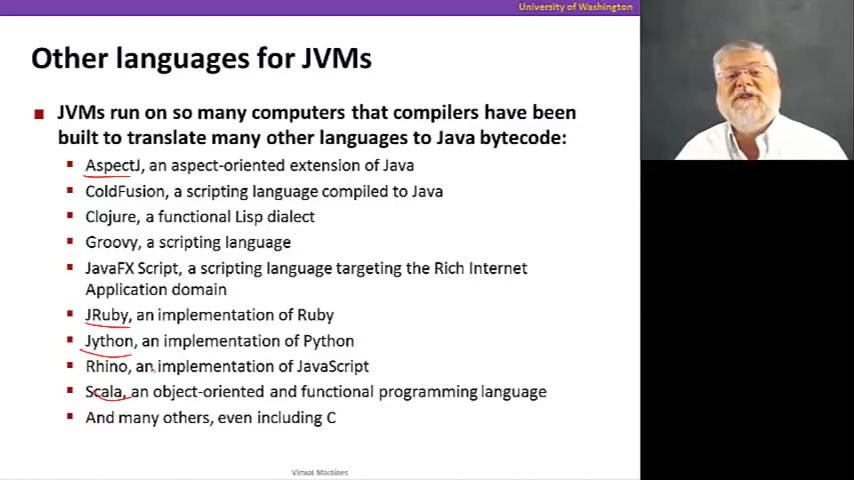 University of Washington
Other languages for JVMs
JVMs run on so many computers that compilers have been
built to translate many other languages to Java bytecode:
AspectJ, an aspect-oriented extension of Java
ColdFusion, a scripting language compiled to Java
Clojure, a functional Lisp dialect
Groovy, a scripting language
JavaFX Script, a scripting language targeting the Rich Internet
Application domain
JRuby, an implementation of Ruby
Jython, an implementation of Python
Rhino, an implementation of JavaScript
Scala, an object-oriented and functional programming language
And many others, even including C
Virtual Machines